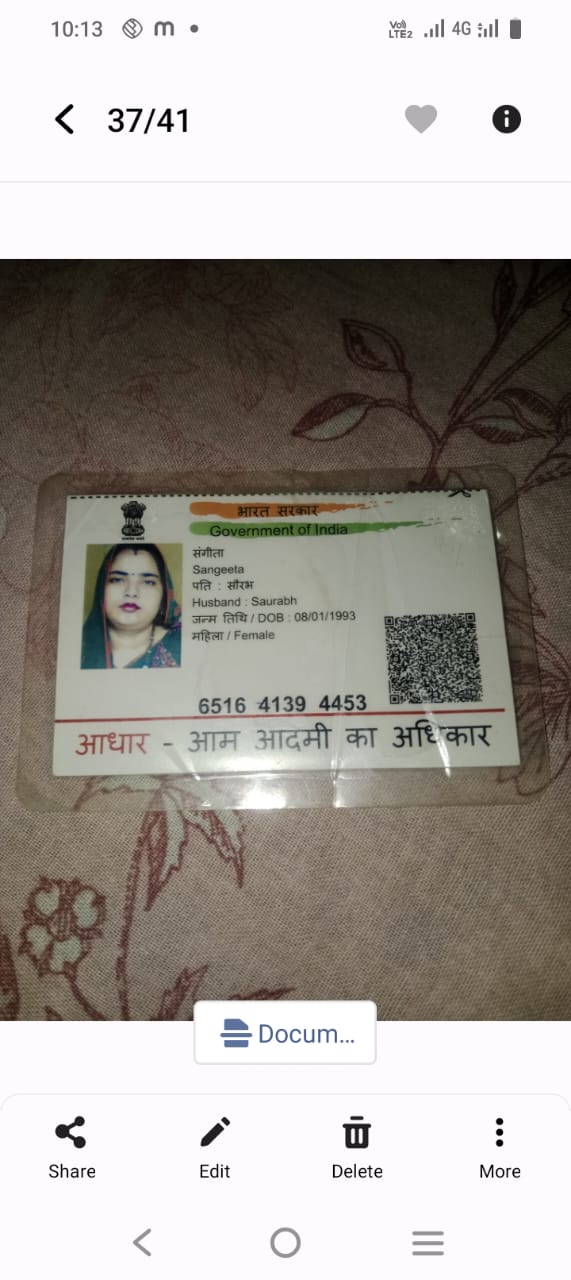 10:13
Vo))
LTE2
4G
37/41
भारत सरकार
Government of India
संगीता
Sangeeta
पति : सौरभ
Husband : Saurabh
जन्म तिथि / DOB : 08/01/1993
महिला / Female
6516 4139 4453
आधार - आम आदमी का अधिकार
Docum...
Share
Edit
Delete
More